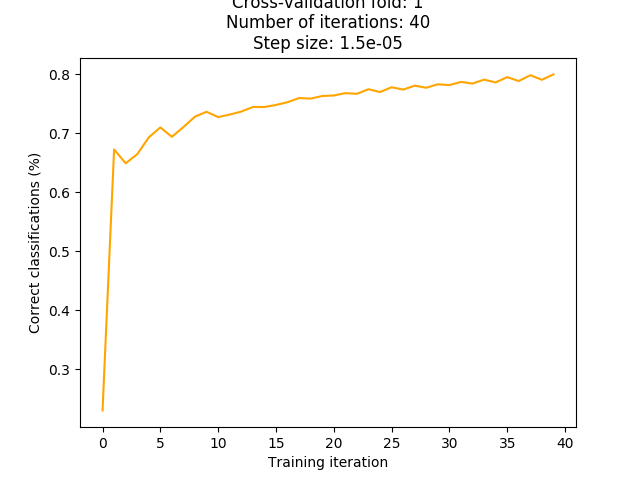 Cross-validation fold: 1
Number of iterations: 40
Step size: 1.5e-05
0.8
0.7
0.6
0.5
0.4
0.3
Correct classifications (%)
0 5 10 15 20 25 30 35 40
Training iteration